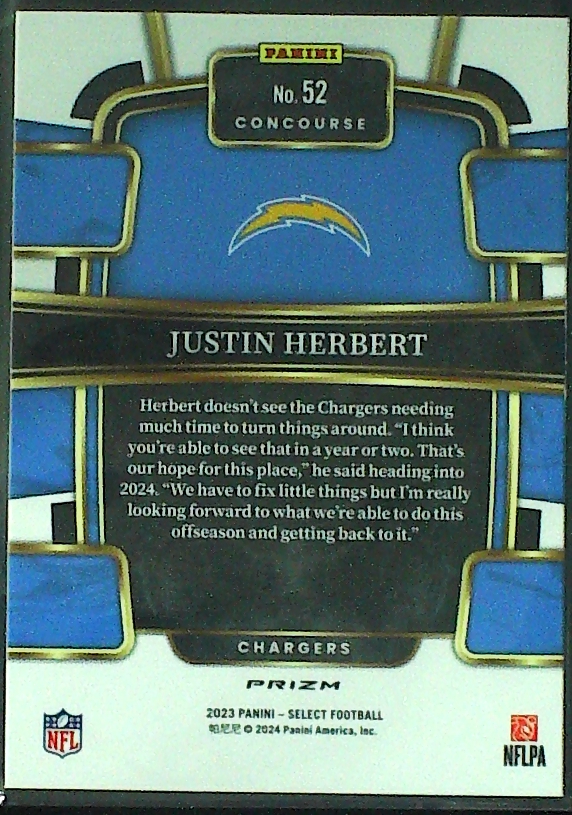 PANINI
No. 52
CONCOURSE
JUSTIN HERBERT
Herbert doesn't see the Chargers needing
much time to turn things around. “I think
you're able to see that in a year or two. That's
our hope for this place,” he said heading into
2024. “We have to fix little things but I'm really
looking forward to what we're able to do this
offseason and getting back to it.”
CHARGERS
PRIZM
2023 PANINI – SELECT FOOTBALL
帕尼尼 © 2024 Panini America, Inc.
NFL
NFLPA